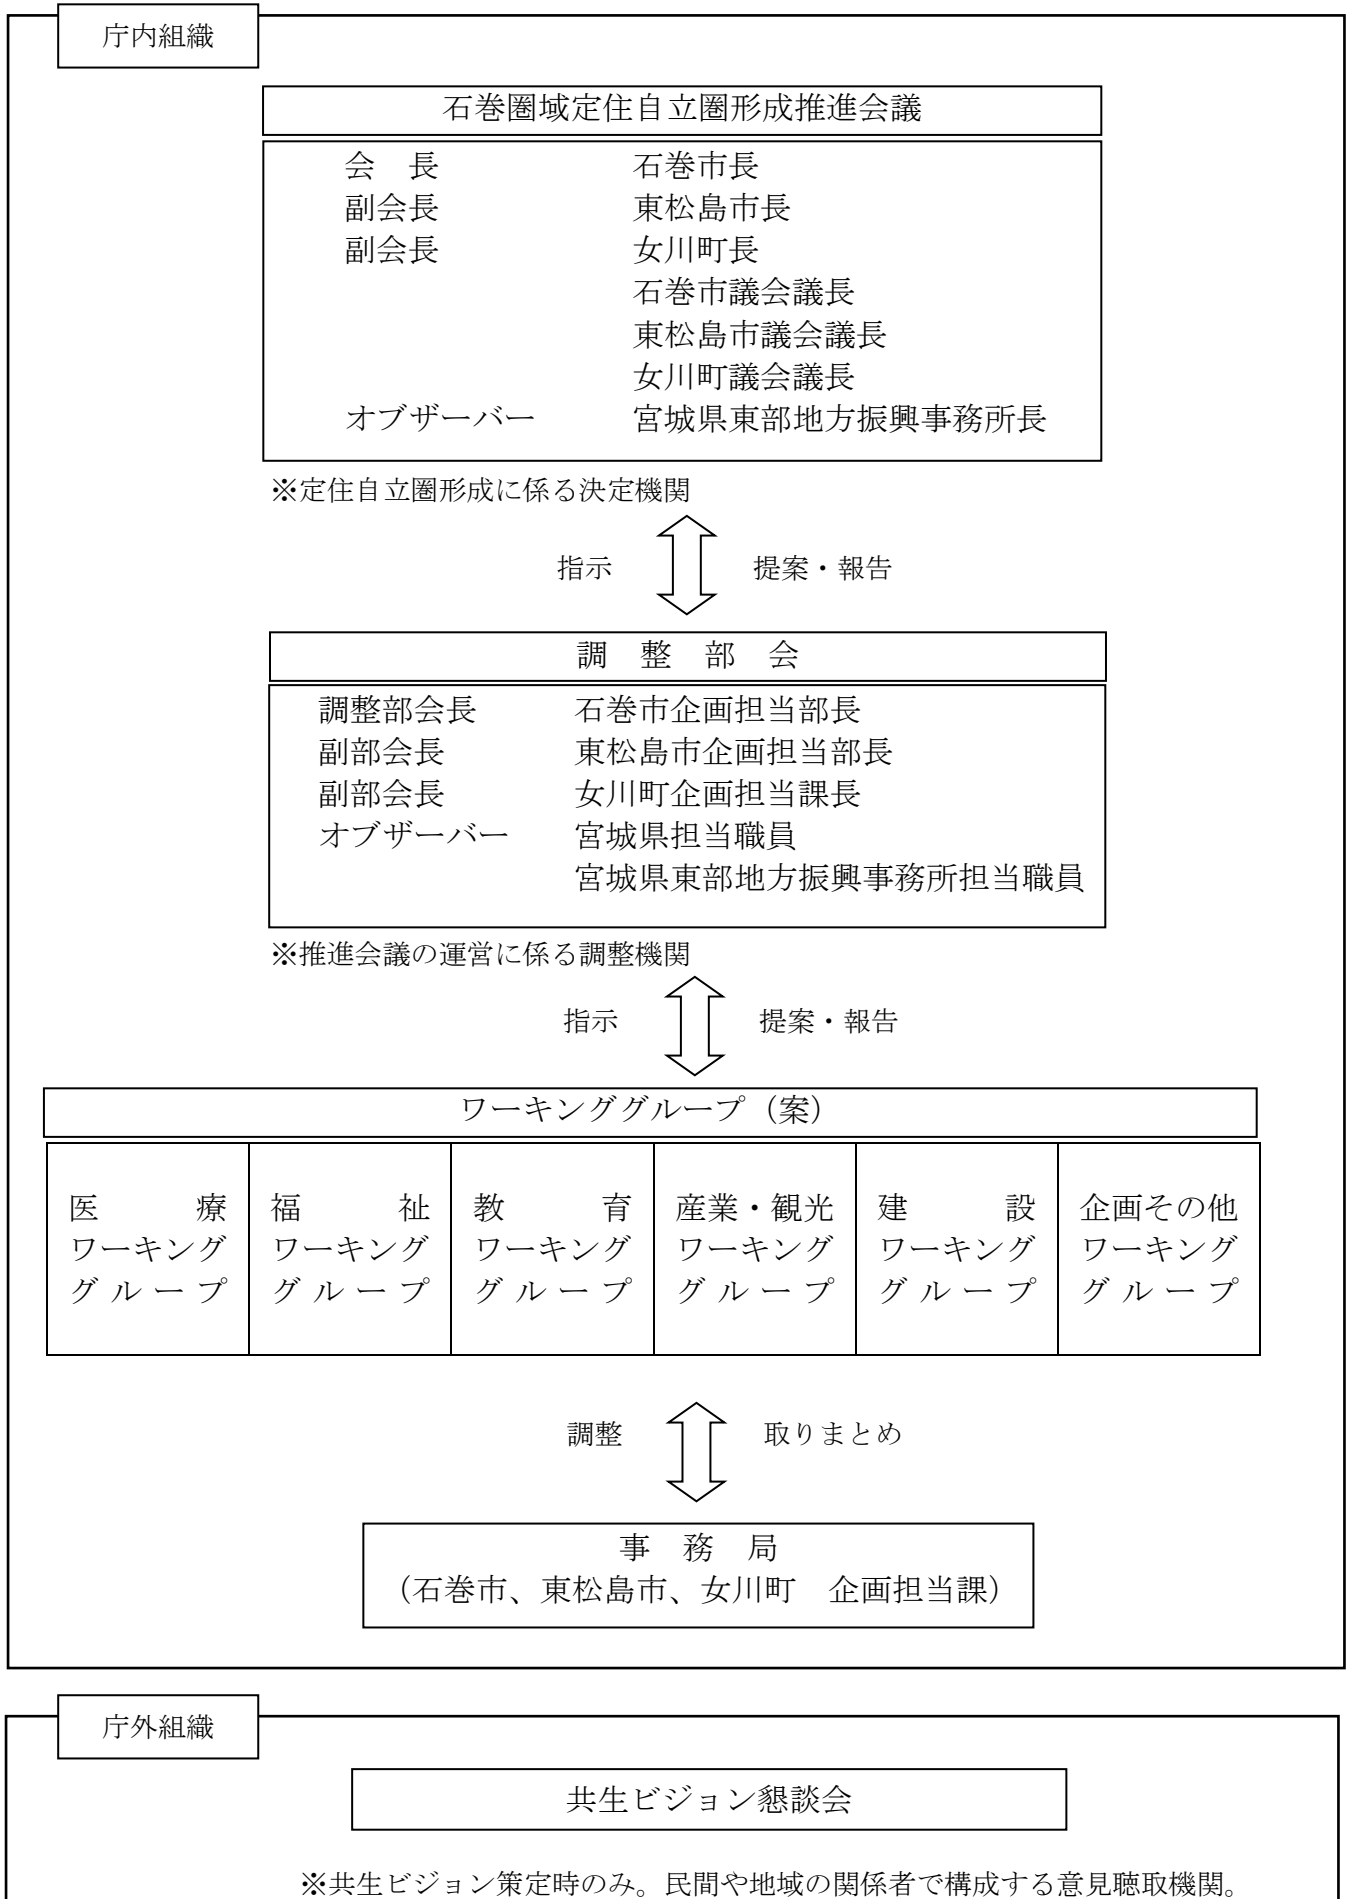 庁内組織
石巻圏域定住自立圏形成推進会議
会　長　石巻市長
副会長　東松島市長
副会長　女川町長
石巻市議会議長
東松島市議会議長
女川町議会議長
オブザーバー　宮城県東部地方振興事務所長
※定住自立圏形成に係る決定機関
指示　提案・報告
調　整　部　会
調整部会長　石巻市企画担当部長
副部会長　東松島市企画担当部長
副部会長　女川町企画担当課長
オブザーバー　宮城県担当職員
宮城県東部地方振興事務所担当職員
※推進会議の運営に係る調整機関
指示　提案・報告
ワーキンググループ（案）
医　療
ワーキング
グループ
福　祉
ワーキング
グループ
教　育
ワーキング
グループ
産業・観光
ワーキング
グループ
建　設
ワーキング
グループ
企画その他
ワーキング
グループ
調整　取りまとめ
事　務　局
（石巻市、東松島市、女川町　企画担当課）
庁外組織
共生ビジョン懇談会
※共生ビジョン策定時のみ。民間や地域の関係者で構成する意見聴取機関。